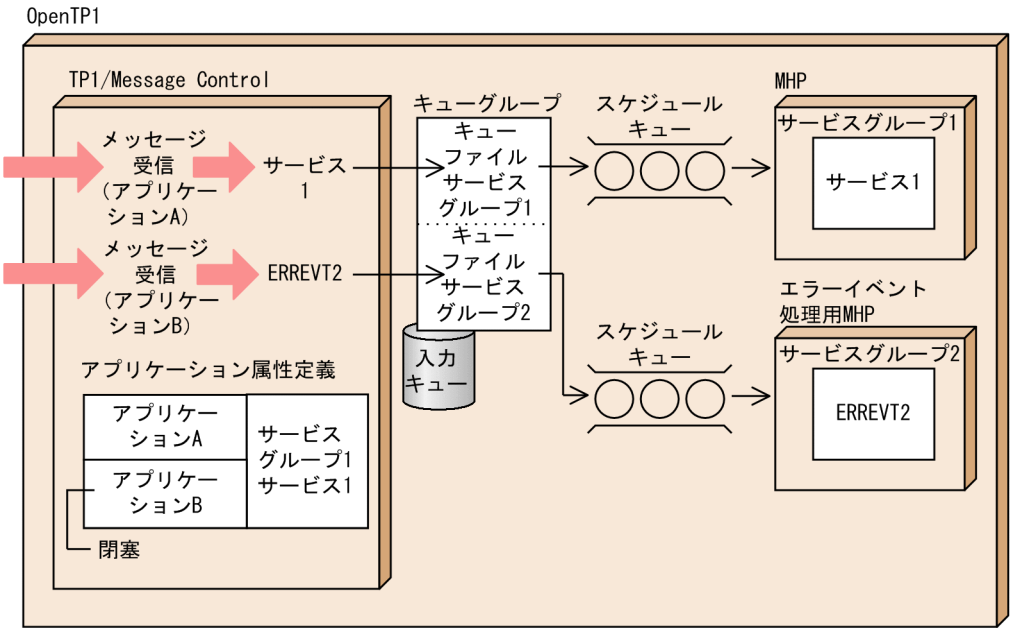 OpenTP1
TP1/Message Control
メッセージ
受信
(アプリケー
ションA)
サービス
1
メッセージ
受信
(アプリケー
ションB)
ERREVT2
アプリケーション属性定義
アプリケー
ションA
アプリケー
ションB
サービス
グループ1
サービス1
閉塞
キューグループ
キュー
ファイル
サービス
グループ1
キュー
ファイル
サービス
グループ2
入力
キュー
スケジュール
キュー
MHP
サービスグループ1
サービス1
スケジュール
キュー
エラーイベント
処理用MHP
サービスグループ2
ERREVT2